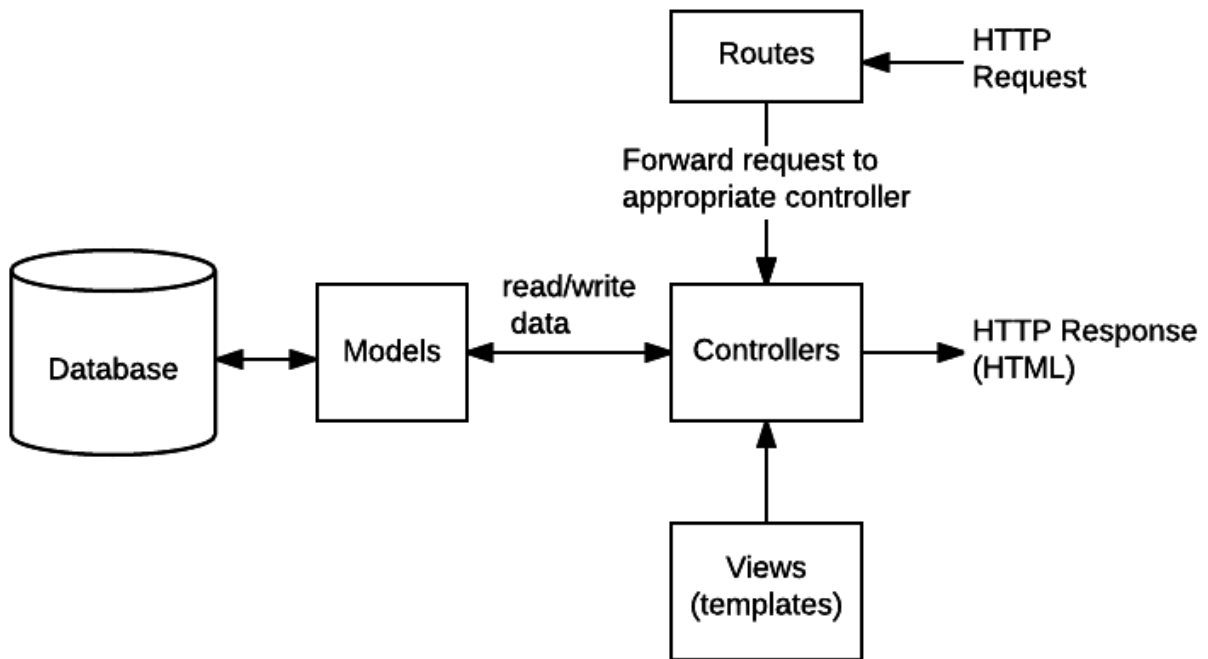 Routes
HTTP
Request
Forward request to
appropriate controller
Database
Models
read/write
data
Controllers
HTTP Response
(HTML)
Views
(templates)